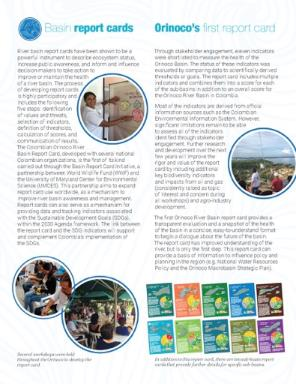 Basin report cards
River basin report cards have been shown to be a
powerful instrument to describe ecosystem status,
increase public awareness, and inform and influence
decision makers to take action to
improve or maintain the health
of a river basin. The process
of developing report cards
is highly participatory and
includes the following
five steps: identification
of values and threats,
selection of indicators,
definition of thresholds,
calculation of scores, and
communication of results.
The Colombian Orinoco River
Basin Report Card, developed with several national
Colombian organizations, is the first of its kind
carried out through the Basin Report Card Initiative, a
partnership between World Wildlife Fund (WWF) and
the University of Maryland Center for Environmental
Science (UMCES). This partnership aims to expand
report card use worldwide, as a mechanism to
improve river basin awareness and management.
Report cards can also serve as a mechanism for
providing data and tracking indicators associated
with the Sustainable Development Goals (SDGs),
within the 2030 Agenda framework. The link between
the report card and the SDG indicators will support
and complement Colombia's implementation of
the SDGs.
Several workshops were held
throughout the Orinoco to develop the
report card
Orinoco's first report card
Through stakeholder engagement, eleven indicators
were short-listed to measure the health of the
Orinoco Basin. The status of these indicators was
evaluated by comparing data to scientifically derived
thresholds or goals. The report card includes multiple
indicators and combines them into a score for each
of the sub-basins in addition to an overall score for
the Orinoco River Basin in Colombia.
Most of the indicators are derived from official
information sources such as the Colombian
Environmental Information System. However,
significant limitations remain to be able
to assess all of the indicators
identified through stakeholder
engagement. Further research
and development over the next
few years will improve the
rigor and value of the report
card by including additional
key biodiversity indicators
and impacts from oil and gas
(consistently raised as topic
of interest and concern during
all workshops) and agro-industry
development.
The first Orinoco River Basin report card provides a
transparent evaluation and a snapshot of the health
of the basin in a concise, easy-to-understand format
to begin a dialogue about the future of the basin.
The report card has improved understanding of the
river, but is only the first step. This report card can
provide a basis of information to influence policy and
planning in the region (e.g. National Water Resources
Policy and the Orinoco Macrobasin Strategic Plan).
In addition to this report card, there are ten sub-basin report
cards that provide further details for specific sub-basins.